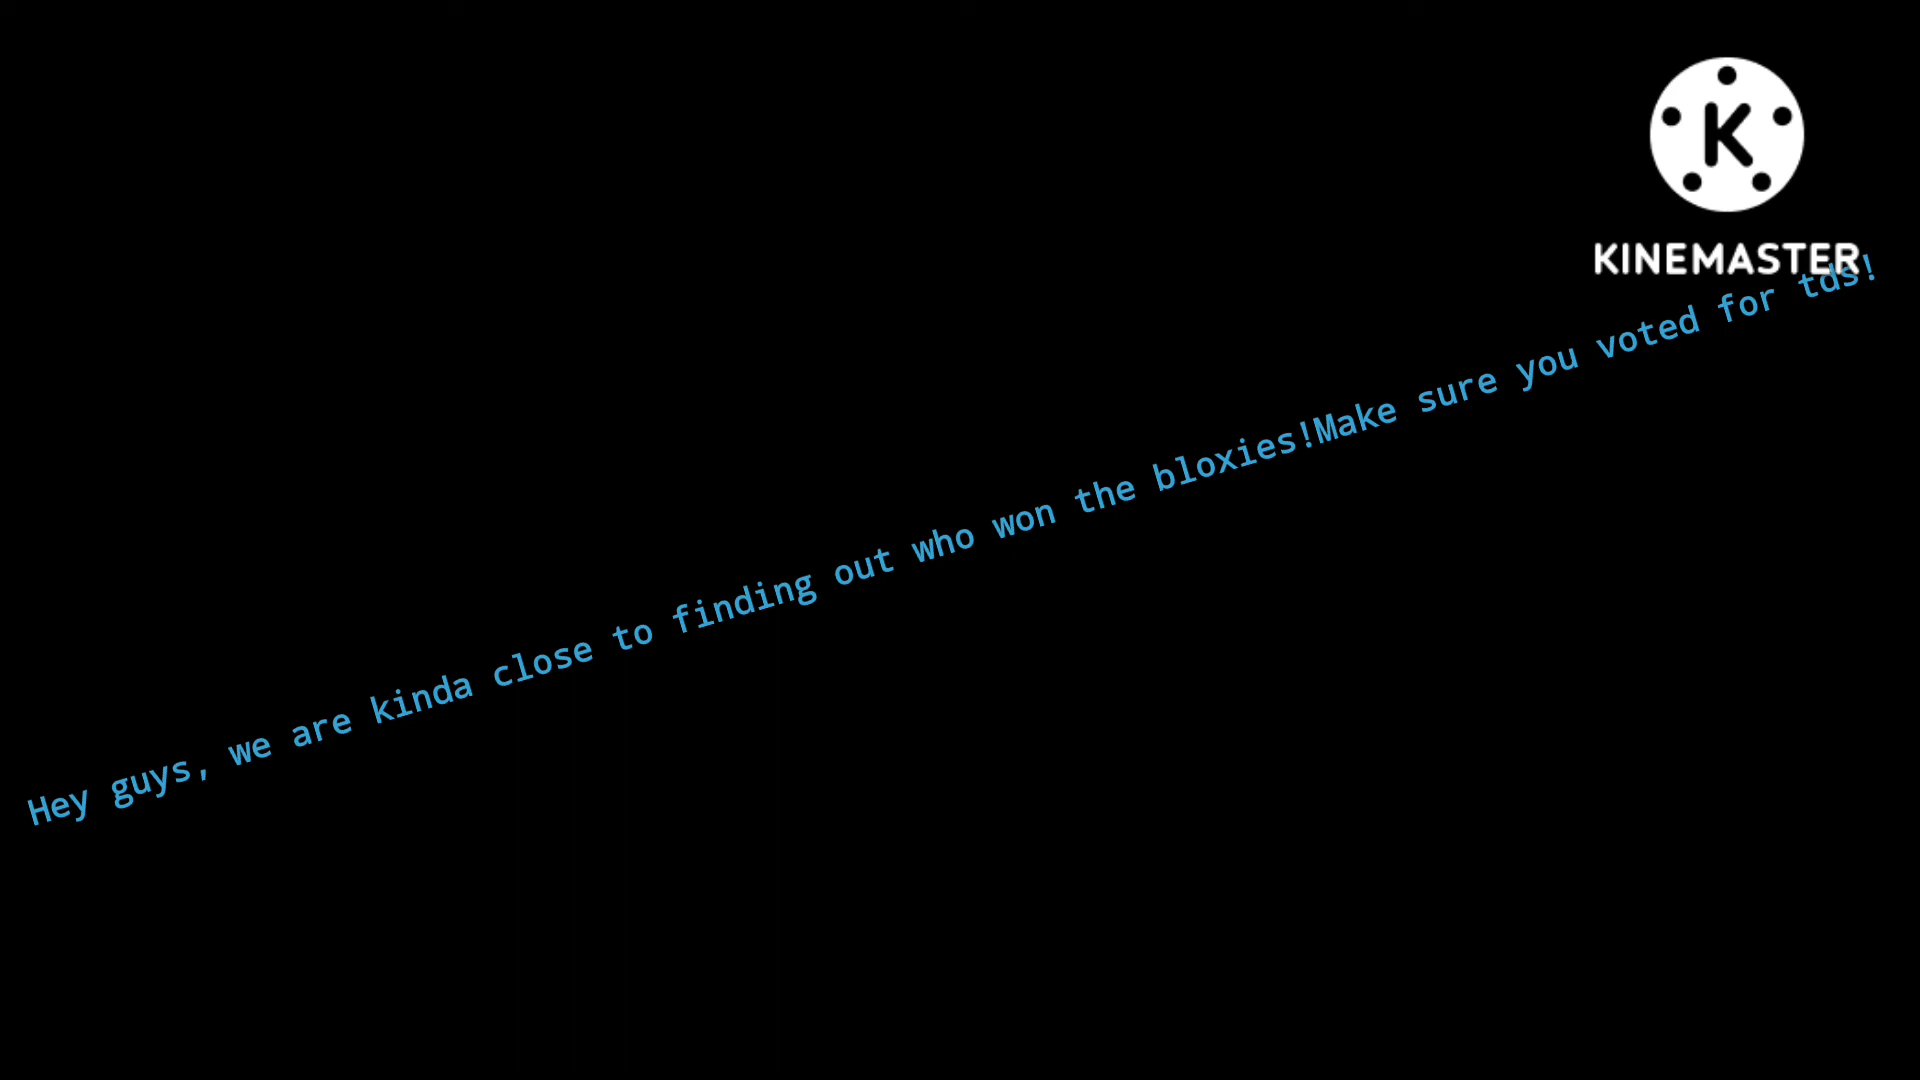 K
KINEMASTER
Hey guys, we are kinda close to finding out who won the bloxies!Make sure you voted for tds!